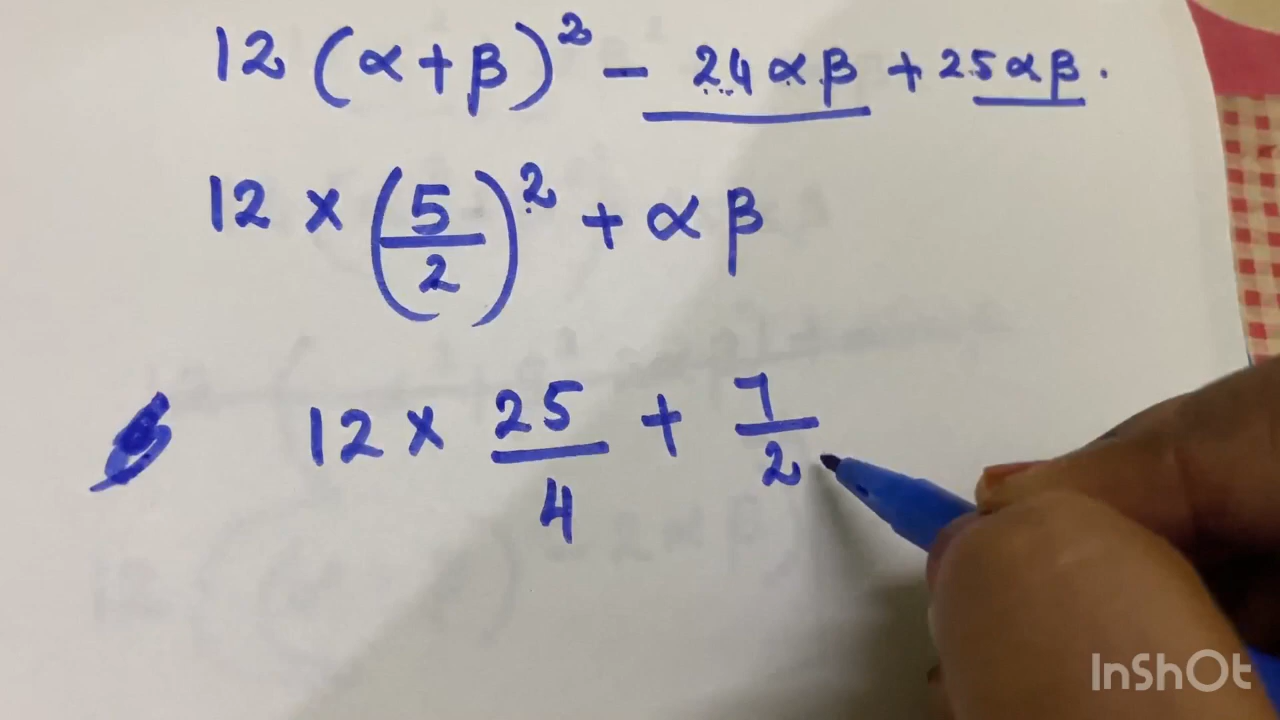 12 (α + β)² − 24αβ + 25αβ.
12 × (5/2)² + αβ
12 × 25/4 + 7/2
InShOt